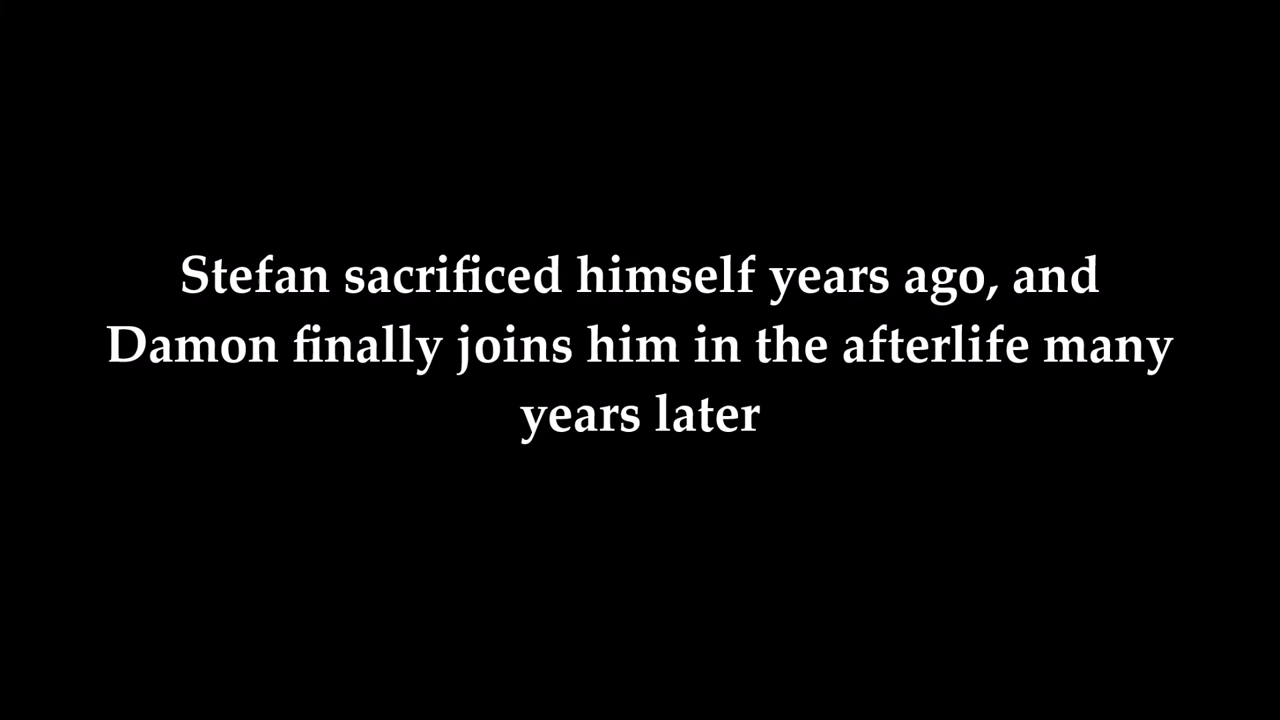 Stefan sacrificed himself years ago, and
Damon finally joins him in the afterlife many
years later